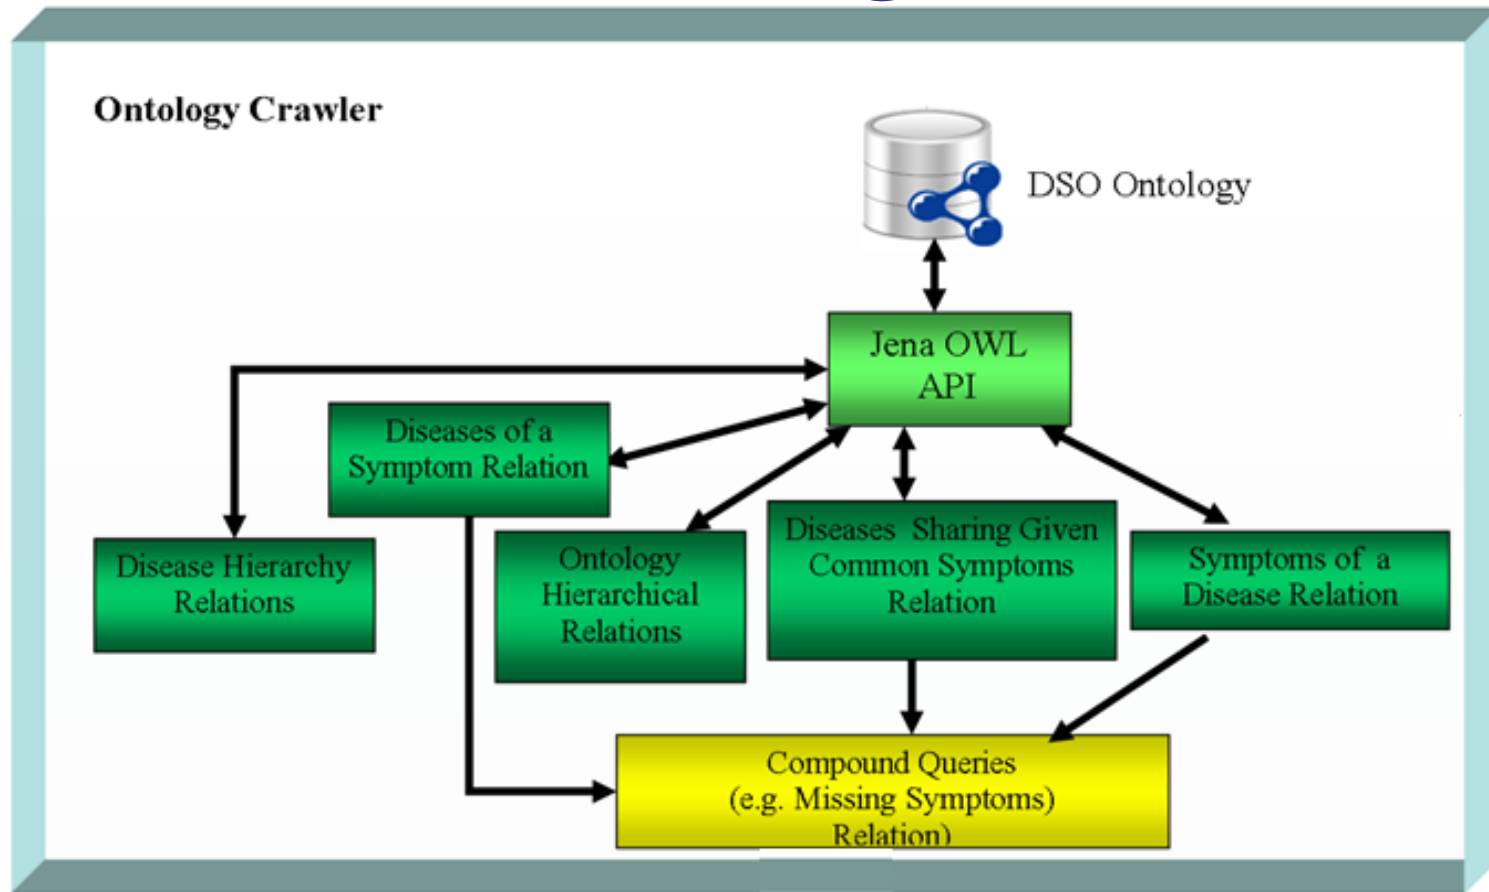 Ontology Crawler
DSO Ontology
Jena OWL
API
Diseases of a
Symptom Relation
Disease Hierarchy
Relations
Ontology
Hierarchical
Relations
Diseases  Sharing Given
Common Symptoms
Relation
Symptoms of  a
Disease Relation
Compound Queries
(e.g. Missing Symptoms)
Relation)